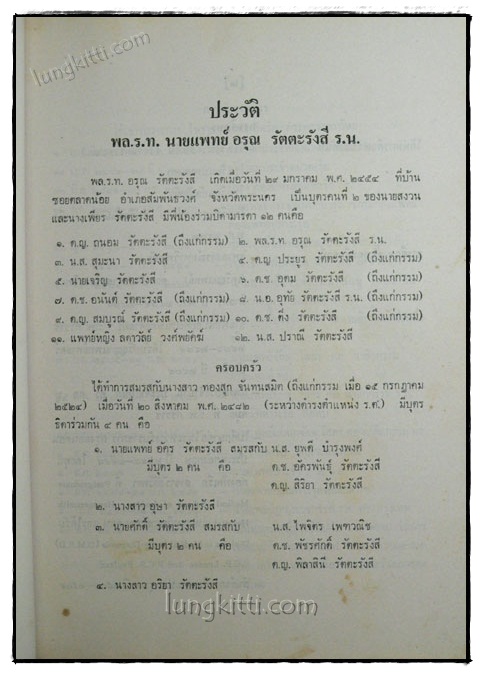 lungkitti.com
ประวัติ
พล.ร.ท. นายแพทย์ อรุณ รัตตะรังสี ร.น.
พล.ร.ท. อรุณ รัตตะรังสี เกิดเมื่อวันที่ ๒๙ มกราคม พ.ศ. ๒๔๕๔ ที่บ้าน
ซอยตลาดน้อย อำเภอสัมพันธวงศ์ จังหวัดพระนคร เป็นบุตรคนที่ ๒ ของนายสงวน
และนางเพียร รัตตะรังสี มีพี่น้องร่วมบิดามารดา ๑๒ คนคือ
๑. ด.ญ. ถนอม รัตตะรังสี (ถึงแก่กรรม) ๒. พล.ร.ท. อรุณ รัตตะรังสี ร.น.
๓. น.ส. สุมะนา รัตตะรังสี ๔. ด.ญ ประยูร รัตตะรังสี (ถึงแก่กรรม)
๕. นายเจริญ รัตตะรังสี ๖. ด.ช. อุดม รัตตะรังสี (ถึงแก่กรรม)
๗. ด.ช. อนันต์ รัตตะรังสี (ถึงแก่กรรม) ๘. น.อ. อุทัย รัตตะรังสี ร.น. (ถึงแก่กรรม)
๙. ด.ญ. สมบูรณ์ รัตตะรังสี (ถึงแก่กรรม) ๑๐. ด.ช. ติ่ง รัตตะรังสี (ถึงแก่กรรม)
๑๑. แพทย์หญิง ลดาวัลย์ วงศ์พยัคฆ์ ๑๒. น.ส. ปราณี รัตตะรังสี
ครอบครัว
ได้ทำการสมรสกับนางสาว ทองสุก จันทนสมิต (ถึงแก่กรรม เมื่อ ๑๕ กรกฎาคม
๒๕๒๔) เมื่อวันที่ ๒๐ สิงหาคม พ.ศ. ๒๔๘๒ (ระหว่างดำรงตำแหน่ง ร.ต.) มีบุตร
ธิดาร่วมกัน ๔ คน คือ
๑. นายแพทย์ อัคร รัตตะรังสี สมรสกับ น.ส. ยุพดี บำรุงพงศ์
มีบุตร ๒ คน คือ ด.ช. อัครพันธุ์ รัตตะรังสี
ด.ญ. สิริยา รัตตะรังสี
๒. นางสาว อุษา รัตตะรังสี
๓. นายศักดิ์ รัตตะรังสี สมรสกับ น.ส. ไพจิตร เพฑวณิช
มีบุตร ๒ คน คือ ด.ช. พัชรศักดิ์ รัตตะรังสี
ด.ญ. พิลาสินี รัตตะรังสี
๔. นางสาว อริยา รัตตะรังสี
lungkitti.com